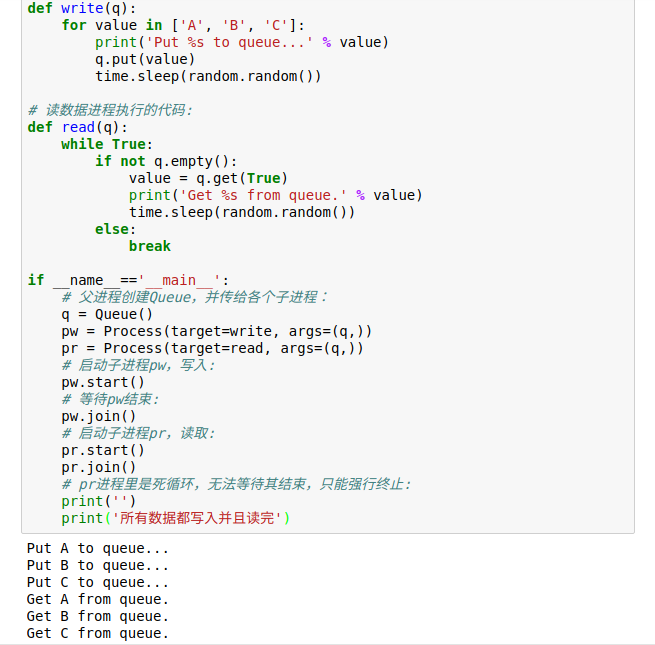 def write(q):
    for value in ['A', 'B', 'C']:
        print('Put %s to queue...' % value)
        q.put(value)
        time.sleep(random.random())

# 读数据进程执行的代码:
def read(q):
    while True:
        if not q.empty():
            value = q.get(True)
            print('Get %s from queue.' % value)
            time.sleep(random.random())
        else:
            break

if __name__=='__main__':
    # 父进程创建Queue，并传给各个子进程：
    q = Queue()
    pw = Process(target=write, args=(q,))
    pr = Process(target=read, args=(q,))
    # 启动子进程pw，写入:
    pw.start()
    # 等待pw结束:
    pw.join()
    # 启动子进程pr，读取:
    pr.start()
    pr.join()
    # pr进程里是死循环，无法等待其结束，只能强行终止:
    print('')
    print('所有数据都写入并且读完')
Put A to queue...
Put B to queue...
Put C to queue...
Get A from queue.
Get B from queue.
Get C from queue.